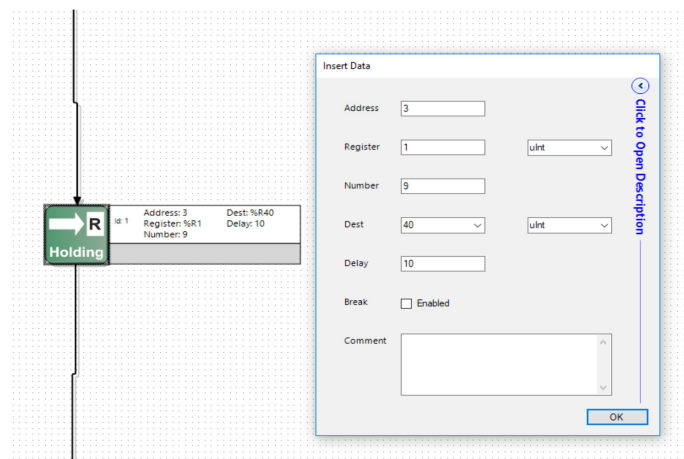 R
Holding
Id: 1
Address: 3 Dest: %R40
Register: %R1 Delay: 10
Number: 9
Insert Data
Address 3
Register 1 uInt
Number 9
Dest 40 uInt
Delay 10
Break Enabled
Comment
OK
Click to Open Description